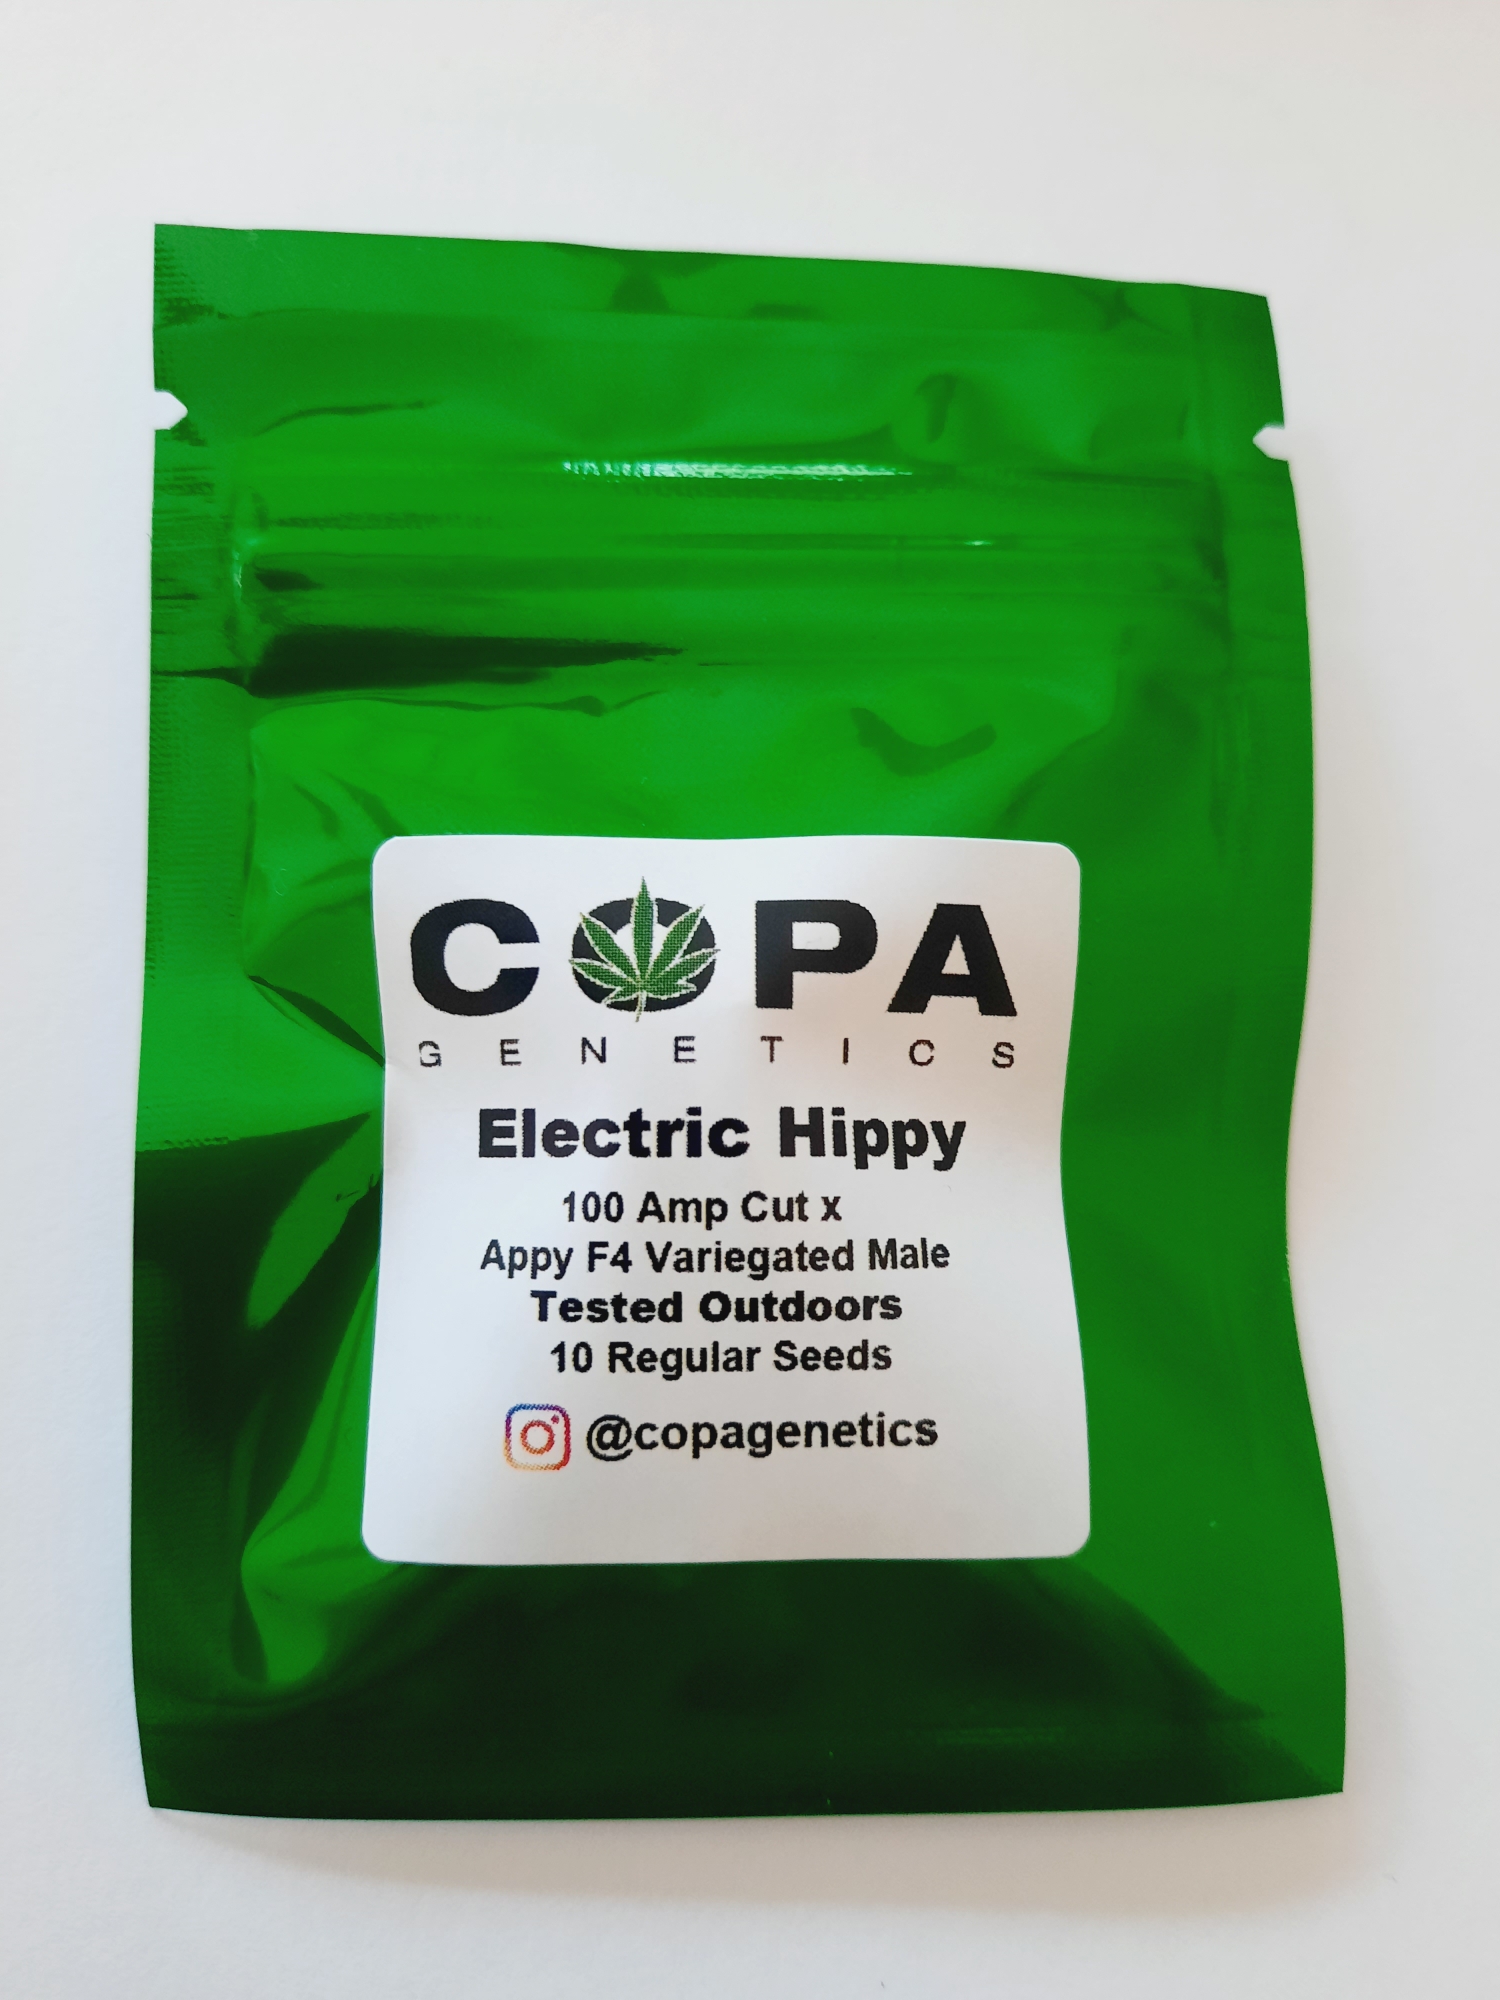 COPA
GENETICS
Electric Hippy
100 Amp Cut x
Appy F4 Variegated Male
Tested Outdoors
10 Regular Seeds
@copagenetics